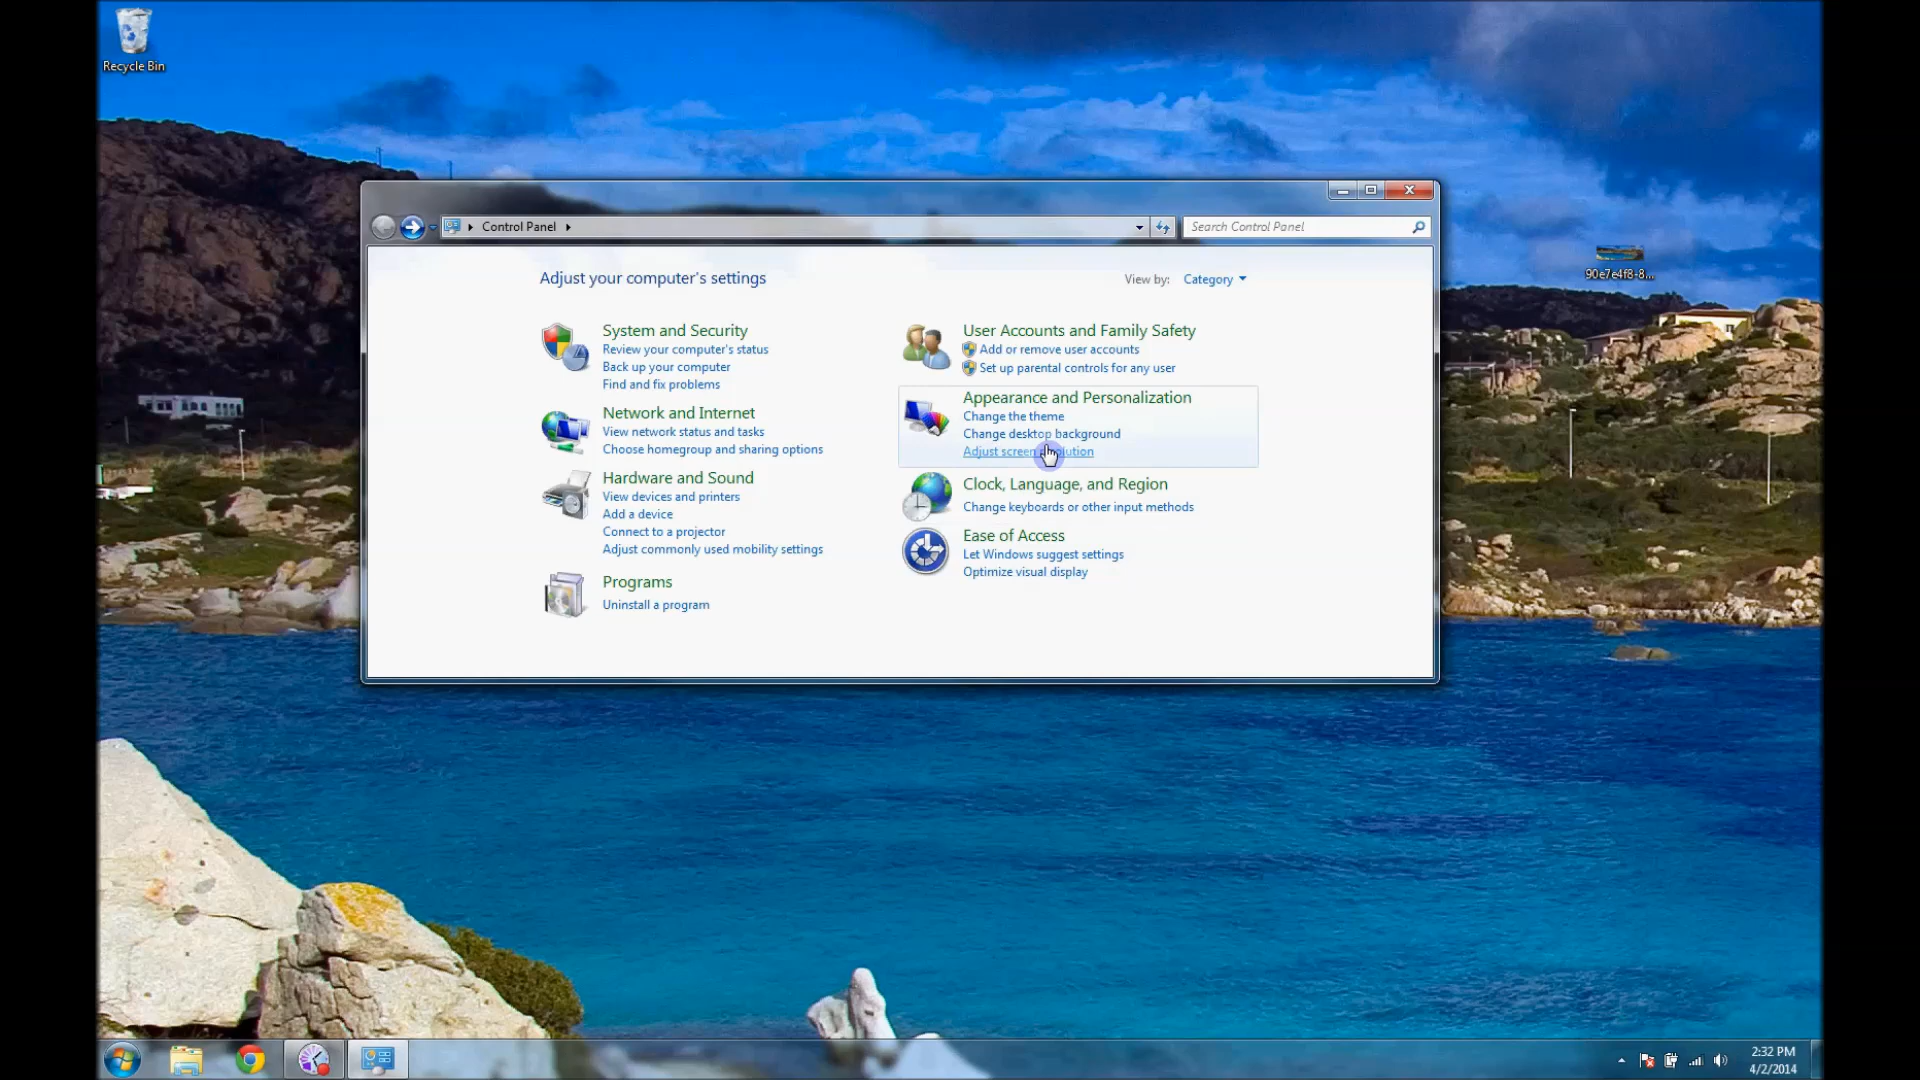 Recycle Bin
Control Panel
Search Control Panel
90e7e4f8-8...
Adjust your computer's settings
View by: Category
System and Security
Review your computer's status
Back up your computer
Find and fix problems
Network and Internet
View network status and tasks
Choose homegroup and sharing options
Hardware and Sound
View devices and printers
Add a device
Connect to a projector
Adjust commonly used mobility settings
Programs
Uninstall a program
User Accounts and Family Safety
Add or remove user accounts
Set up parental controls for any user
Appearance and Personalization
Change the theme
Change desktop background
Adjust screen resolution
Clock, Language, and Region
Change keyboards or other input methods
Ease of Access
Let Windows suggest settings
Optimize visual display
2:32 PM
4/2/2014